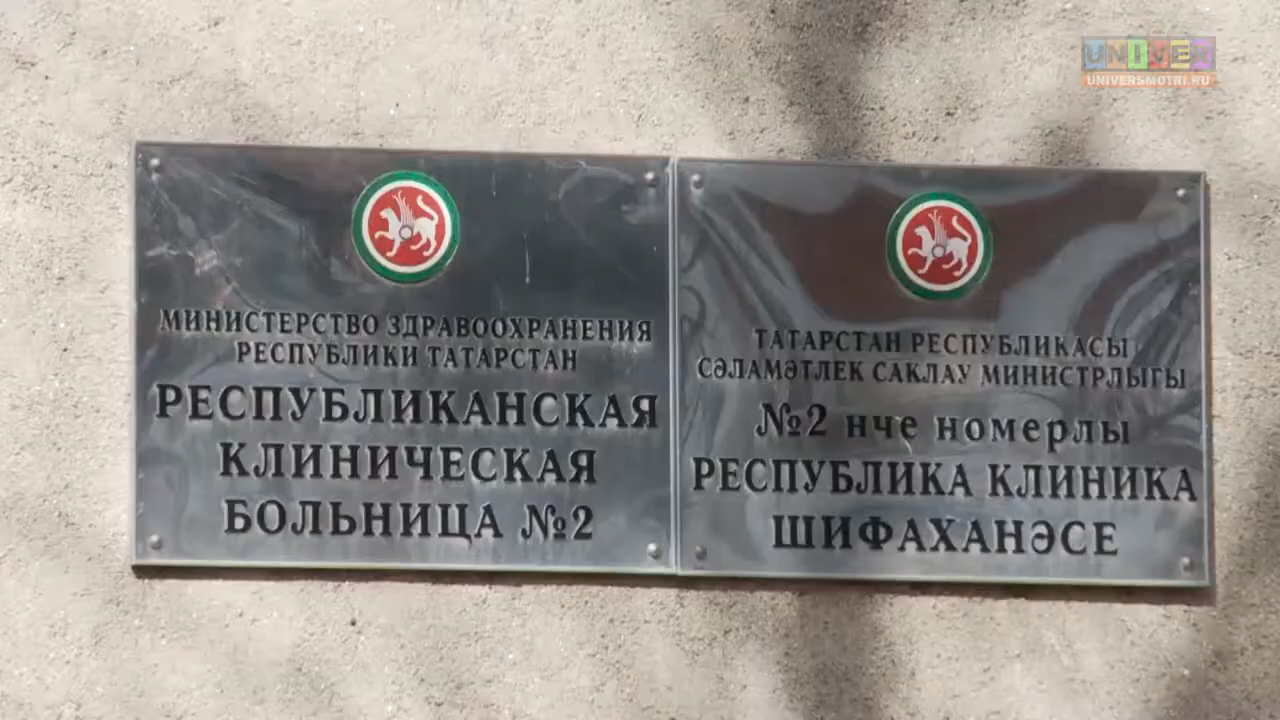 UNIVER
UNIVERSMOTRI.RU
МИНИСТЕРСТВО ЗДРАВООХРАНЕНИЯ
РЕСПУБЛИКИ ТАТАРСТАН
РЕСПУБЛИКАНСКАЯ
КЛИНИЧЕСКАЯ
БОЛЬНИЦА №2
ТАТАРСТАН РЕСПУБЛИКАСЫ
СӘЛАМӘТЛЕК САКЛАУ МИНИСТРЛЫГЫ
№2 нче номерлы
РЕСПУБЛИКА КЛИНИКА
ШИФАХАНӘСЕ